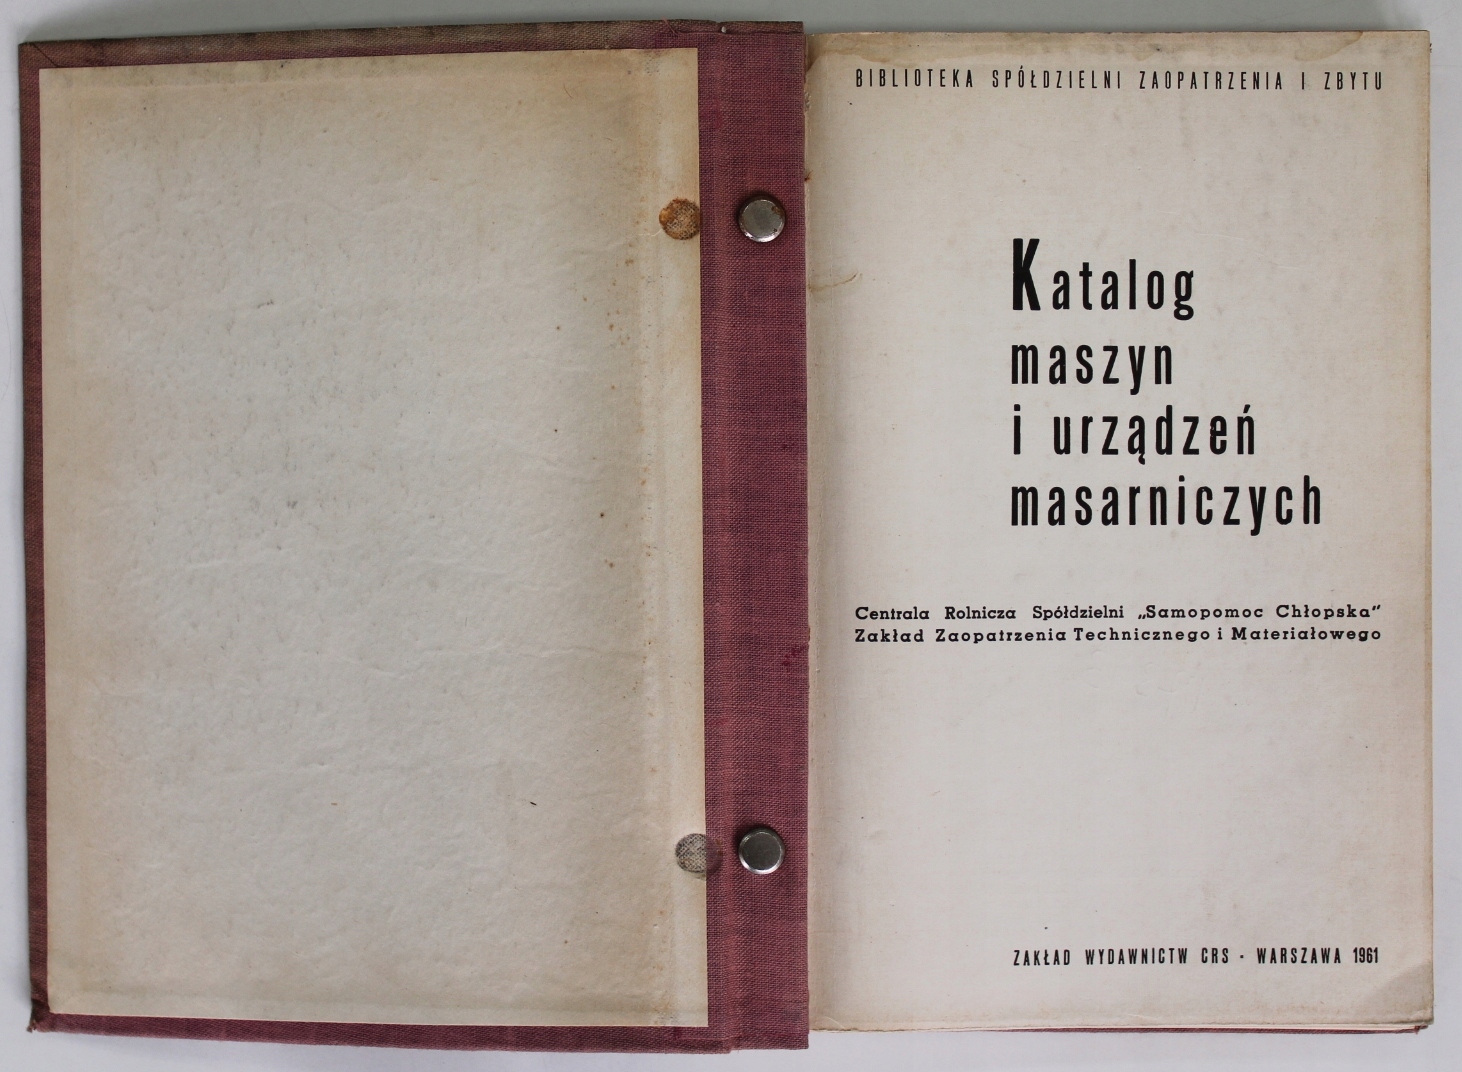 BIBLIOTEKA SPÓŁDZIELNI ZAOPATRZENIA I ZBYTU
Katalog
maszyn
i urządzeń
masarniczych
Centrala Rolnicza Spółdzielni „Samopomoc Chłopska"
Zakład Zaopatrzenia Technicznego i Materiałowego
ZAKŁAD WYDAWNICTW CRS • WARSZAWA 1961